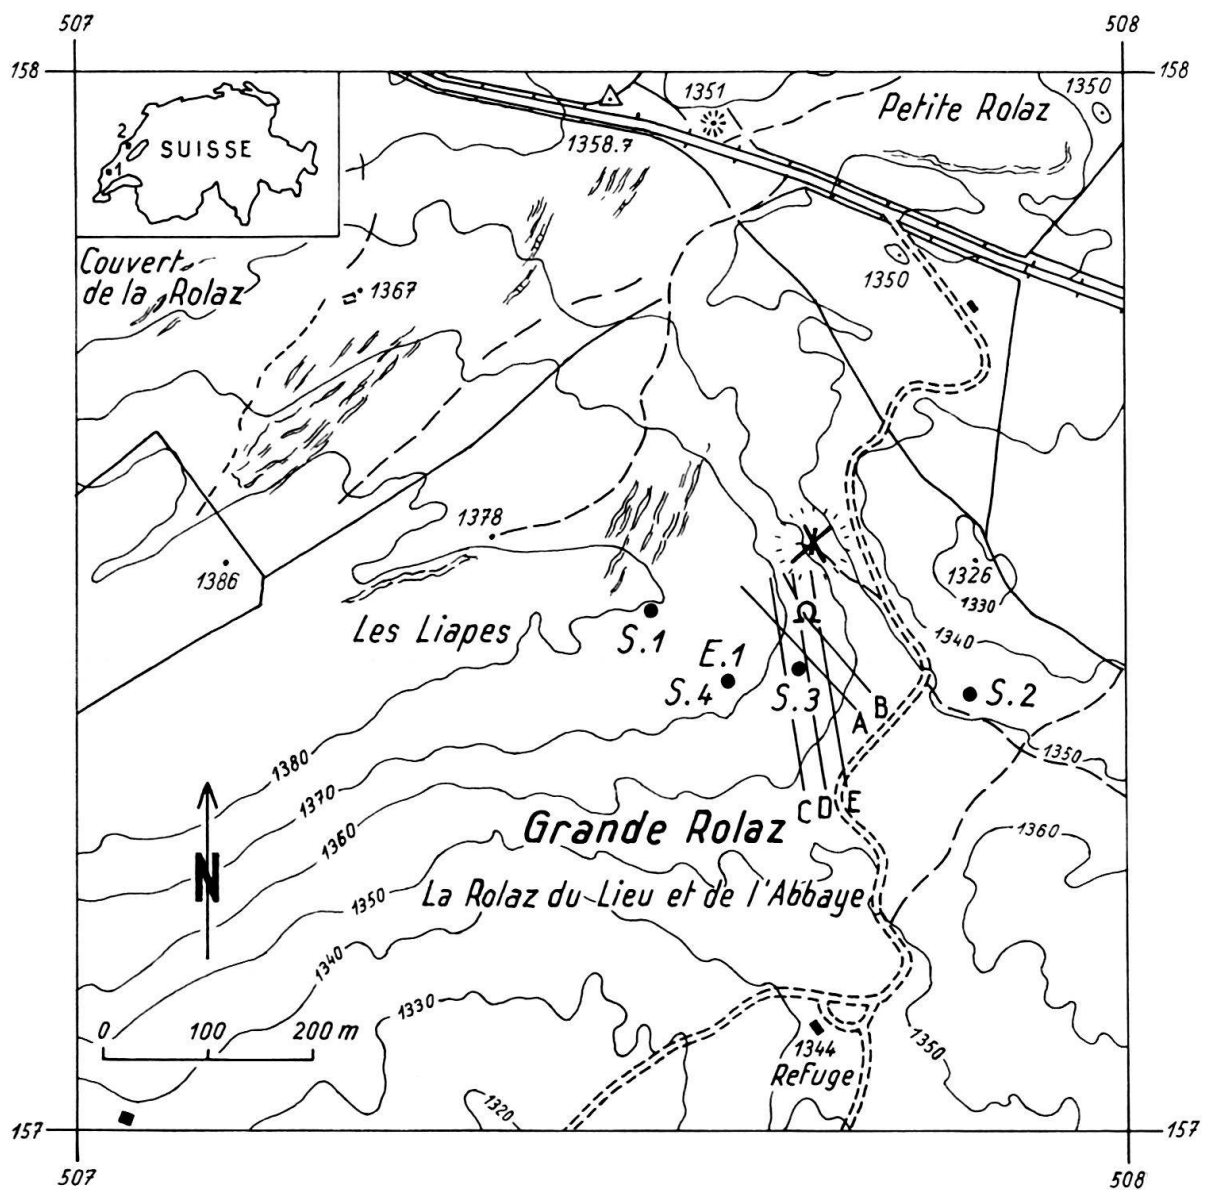 507
508
158
158
1350
1351
Petite Rolaz
2
SUISSE
1
1358.7
Couvert
de la Rolaz
1367
1350
1378
1386
1326
1330
Ω
Les Liapes
1340
S.1
E.1
S.4
S.3
S.2
B
A
1380
1350
1370
C D E
Grande Rolaz
1360
1360
N
La Rolaz du Lieu et de l'Abbaye
1350
1340
1330
0 100 200 m
1350
1344
Refuge
1320
157
157
507
508